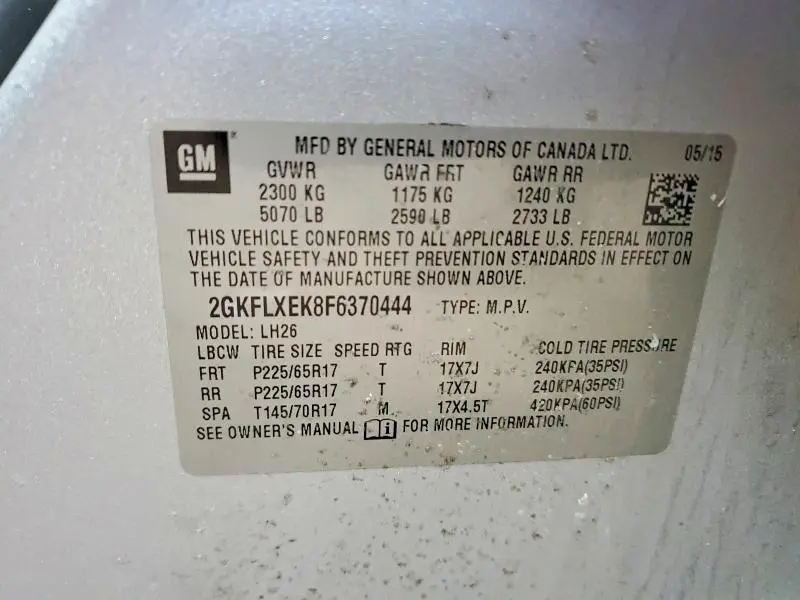 GM MFD BY GENERAL MOTORS OF CANADA LTD. 05/15
GVWR GAWR FRT GAWR RR
2300 KG 1175 KG 1240 KG
5070 LB 2590 LB 2733 LB
THIS VEHICLE CONFORMS TO ALL APPLICABLE U.S. FEDERAL MOTOR
VEHICLE SAFETY AND THEFT PREVENTION STANDARDS IN EFFECT ON
THE DATE OF MANUFACTURE SHOWN ABOVE.
2GKFLXEK8F6370444 TYPE: M.P.V.
MODEL: LH26
LBCW TIRE SIZE SPEED RTG RIM COLD TIRE PRESSURE
FRT P225/65R17 T 17X7J 240KPA(35PSI)
RR P225/65R17 T 17X7J 240KPA(35PSI)
SPA T145/70R17 M 17X4.5T 420KPA(60PSI)
SEE OWNER'S MANUAL i FOR MORE INFORMATION.